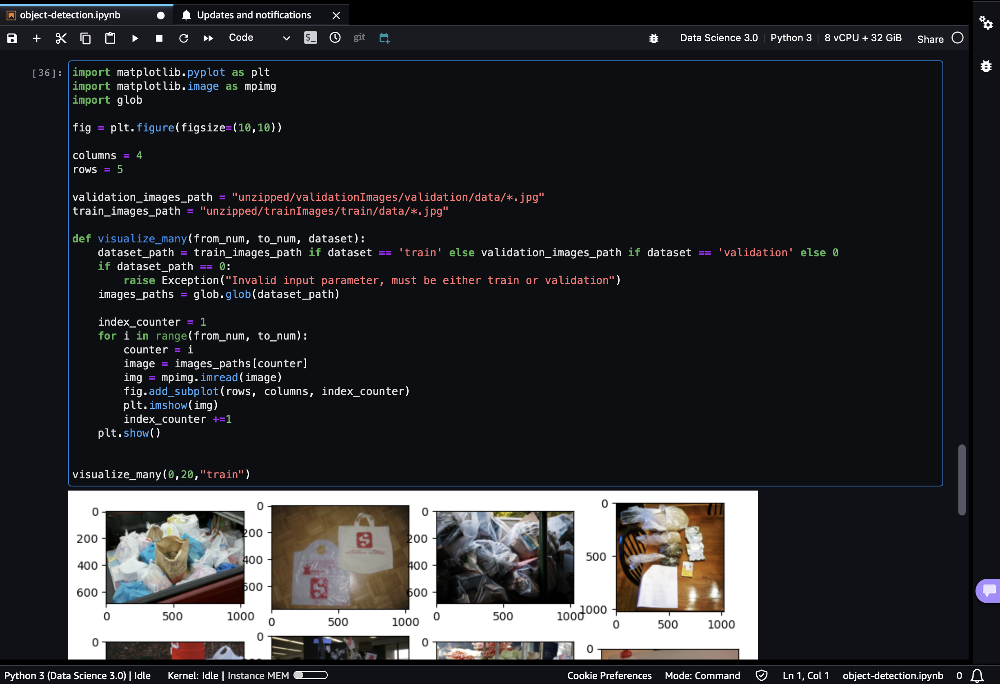 object-detection.ipynb
Updates and notifications
Code
$_
git
Data Science 3.0
Python 3
8 vCPU + 32 GiB
Share
[36]:
import matplotlib.pyplot as plt
import matplotlib.image as mpimg
import glob
fig = plt.figure(figsize=(10,10))
columns = 4
rows = 5
validation_images_path = "unzipped/validationImages/validation/data/*.jpg"
train_images_path = "unzipped/trainImages/train/data/*.jpg"
def visualize_many(from_num, to_num, dataset):
    dataset_path = train_images_path if dataset == 'train' else validation_images_path if dataset == 'validation' else 0
    if dataset_path == 0:
        raise Exception("Invalid input parameter, must be either train or validation")
    images_paths = glob.glob(dataset_path)
    index_counter = 1
    for i in range(from_num, to_num):
        counter = i
        image = images_paths[counter]
        img = mpimg.imread(image)
        fig.add_subplot(rows, columns, index_counter)
        plt.imshow(img)
        index_counter +=1
    plt.show()
visualize_many(0,20,"train")
0 0 0 0
200 200 200
400 400 400 500
600 600 600
1000
0 500 1000 0 500 1000 0 500 1000 0 500 1000
0 0 0 0
Python 3 (Data Science 3.0) | Idle
Kernel: Idle | Instance MEM
Cookie Preferences
Mode: Command
Ln 1, Col 1
object-detection.ipynb
0